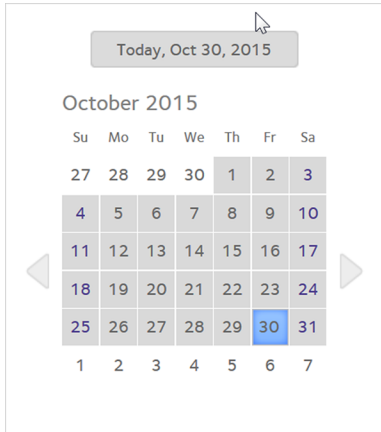 Today, Oct 30, 2015
October 2015
Su Mo Tu We Th Fr Sa
27 28 29 30 1 2 3
4 5 6 7 8 9 10
11 12 13 14 15 16 17
18 19 20 21 22 23 24
25 26 27 28 29 30 31
1 2 3 4 5 6 7